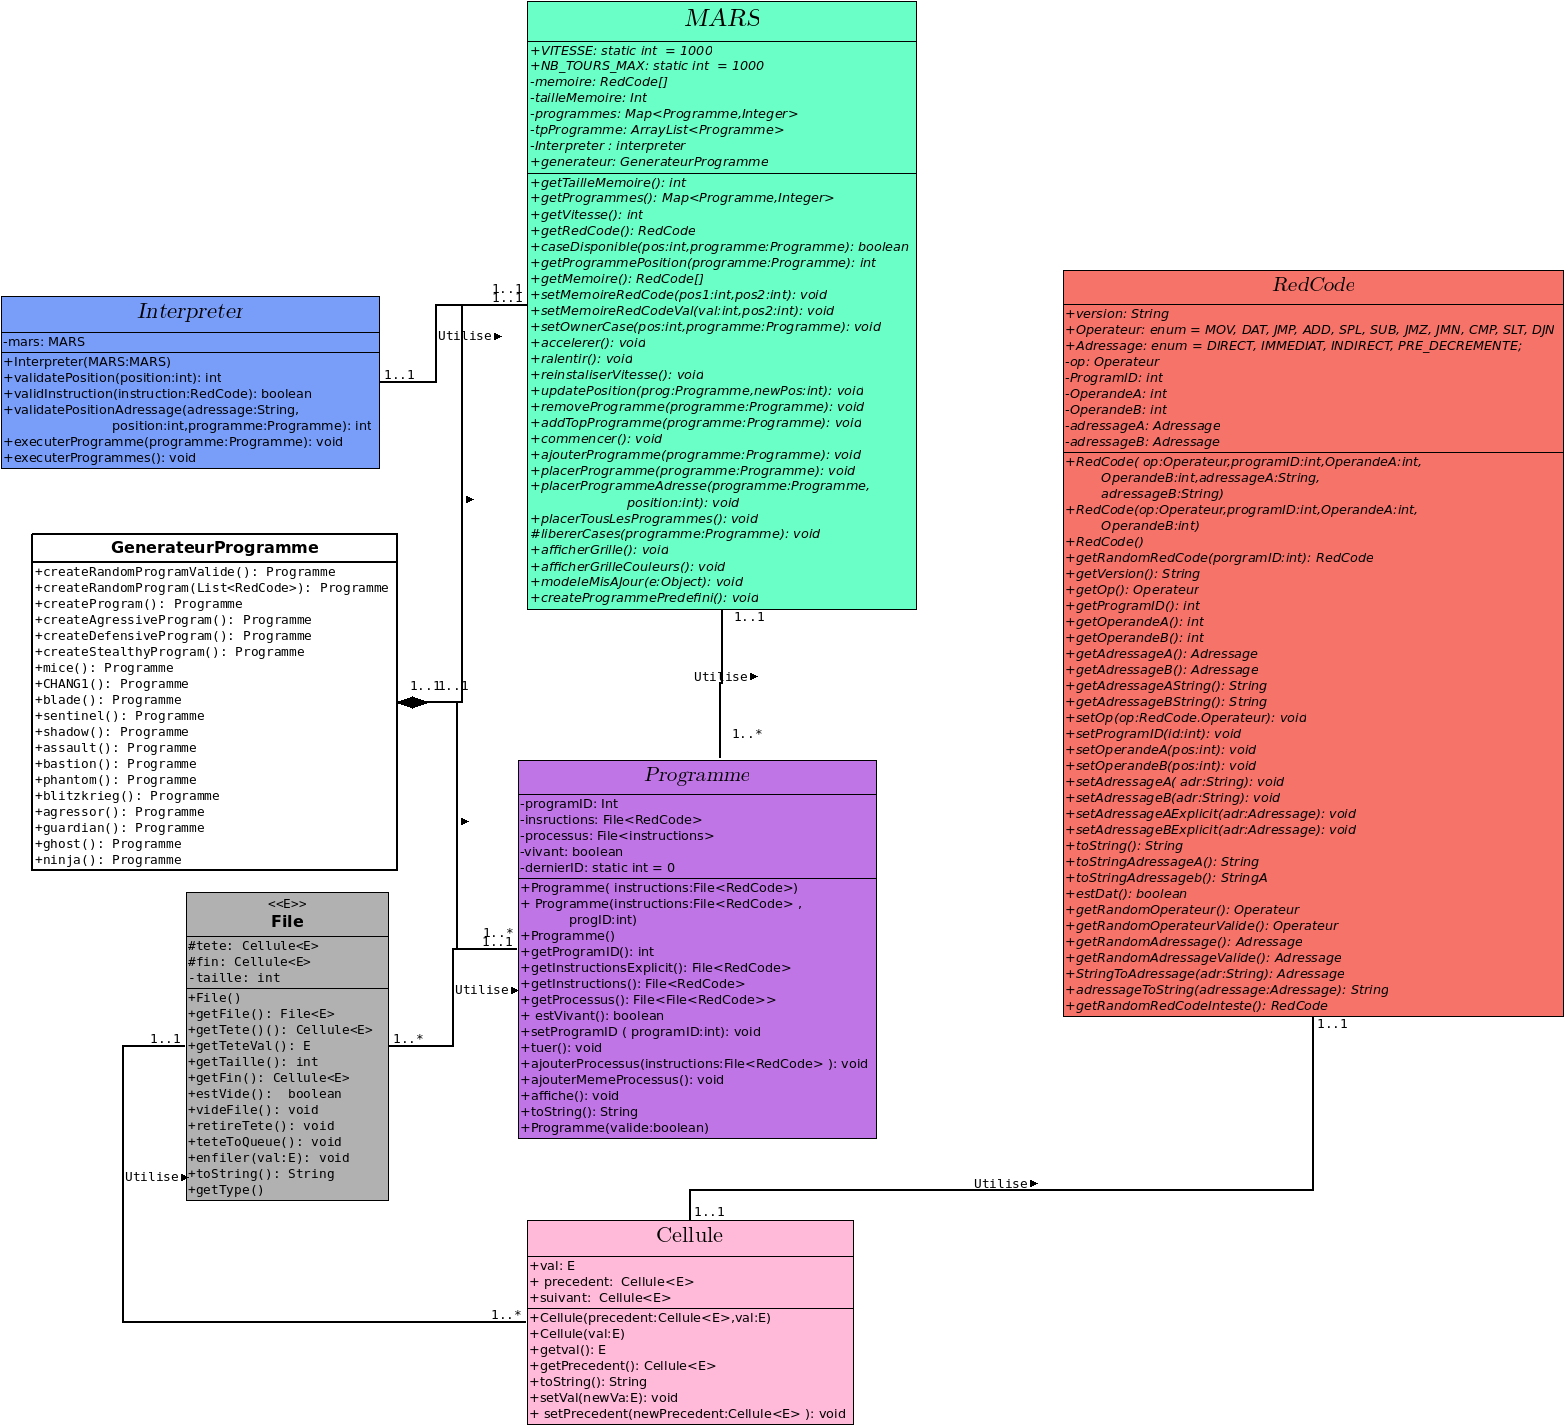 MARS
+VITESSE: static int  = 1000
+NB_TOURS_MAX: static int  = 1000
-memoire: RedCode[]
-tailleMemoire: Int
-programmes: Map<Programme,Integer>
-tpProgramme: ArrayList<Programme>
-Interpreter : interpreter
+generateur: GenerateurProgramme
+getTailleMemoire(): int
+getProgrammes(): Map<Programme,Integer>
+getVitesse(): int
+getRedCode(): RedCode
+caseDisponible(pos:int,programme:Programme): boolean
+getProgrammePosition(programme:Programme): int
+getMemoire(): RedCode[]
+setMemoireRedCode(pos1:int,pos2:int): void
+setMemoireRedCodeVal(val:int,pos2:int): void
+setOwnerCase(pos:int,programme:Programme): void
+accelerer(): void
+ralentir(): void
+reinstaliserVitesse(): void
+updatePosition(prog:Programme,newPos:int): void
+removeProgramme(programme:Programme): void
+addTopProgramme(programme:Programme): void
+commencer(): void
+ajouterProgramme(programme:Programme): void
+placerProgramme(programme:Programme): void
+placerProgrammeAdresse(programme:Programme,
position:int): void
+placerTousLesProgrammes(): void
#libererCases(programme:Programme): void
+afficherGrille(): void
+afficherGrilleCouleurs(): void
+modeleMisAJour(e:Object): void
+createProgrammePredefini(): void
1..1
1..1
Utilise
1..1
Interpreter
-mars: MARS
+Interpreter(MARS:MARS)
+validatePosition(position:int): int
+validInstruction(instruction:RedCode): boolean
+validatePositionAdressage(adressage:String,
position:int,programme:Programme): int
+executerProgramme(programme:Programme): void
+executerProgrammes(): void
RedCode
+version: String
+Operateur: enum = MOV, DAT, JMP, ADD, SPL, SUB, JMZ, JMN, CMP, SLT, DJN
+Adressage: enum = DIRECT, IMMEDIAT, INDIRECT, PRE_DECREMENTE;
-op: Operateur
-ProgramID: int
-OperandeA: int
-OperandeB: int
-adressageA: Adressage
-adressageB: Adressage
+RedCode( op:Operateur,programID:int,OperandeA:int,
OperandeB:int,adressageA:String,
adressageB:String)
+RedCode(op:Operateur,programID:int,OperandeA:int,
OperandeB:int)
+RedCode()
+getRandomRedCode(porgramID:int): RedCode
+getVersion(): String
+getOp(): Operateur
+getProgramID(): int
+getOperandeA(): int
+getOperandeB(): int
+getAdressageA(): Adressage
+getAdressageB(): Adressage
+getAdressageAString(): String
+getAdressageBString(): String
+setOp(op:RedCode.Operateur): void
+setProgramID(id:int): void
+setOperandeA(pos:int): void
+setOperandeB(pos:int): void
+setAdressageA( adr:String): void
+setAdressageB(adr:String): void
+setAdressageAExplicit(adr:Adressage): void
+setAdressageBExplicit(adr:Adressage): void
+toString(): String
+toStringAdressageA(): String
+toStringAdressageb(): StringA
+estDat(): boolean
+getRandomOperateur(): Operateur
+getRandomOperateurValide(): Operateur
+getRandomAdressage(): Adressage
+getRandomAdressageValide(): Adressage
+StringToAdressage(adr:String): Adressage
+adressageToString(adressage:Adressage): String
+getRandomRedCodeInteste(): RedCode
1..1
GenerateurProgramme
+createRandomProgramValide(): Programme
+createRandomProgram(List<RedCode>): Programme
+createProgram(): Programme
+createAgressiveProgram(): Programme
+createDefensiveProgram(): Programme
+createStealthyProgram(): Programme
+mice(): Programme
+CHANG1(): Programme
+blade(): Programme
+sentinel(): Programme
+shadow(): Programme
+assault(): Programme
+bastion(): Programme
+phantom(): Programme
+blitzkrieg(): Programme
+agressor(): Programme
+guardian(): Programme
+ghost(): Programme
+ninja(): Programme
1..1 1..1
1..1
Utilise
1..*
Programme
-programID: Int
-insructions: File<RedCode>
-processus: File<instructions>
-vivant: boolean
-dernierID: static int = 0
+Programme( instructions:File<RedCode>)
+ Programme(instructions:File<RedCode> ,
progID:int)
+Programme()
+getProgramID(): int
+getInstructionsExplicit(): File<RedCode>
+getInstructions(): File<RedCode>
+getProcessus(): File<File<RedCode>>
+ estVivant(): boolean
+setProgramID ( programID:int): void
+tuer(): void
+ajouterProcessus(instructions:File<RedCode> ): void
+ajouterMemeProcessus(): void
+affiche(): void
+toString(): String
+Programme(valide:boolean)
1..*
1..1
Utilise
1..*
<<E>>
File
#tete: Cellule<E>
#fin: Cellule<E>
-taille: int
+File()
+getFile(): File<E>
+getTete()(): Cellule<E>
+getTeteVal(): E
+getTaille(): int
+getFin(): Cellule<E>
+estVide():  boolean
+videFile(): void
+retireTete(): void
+teteToQueue(): void
+enfiler(val:E): void
+toString(): String
+getType()
1..1
Utilise
1..*
Utilise
1..1
Cellule
+val: E
+ precedent:  Cellule<E>
+suivant:  Cellule<E>
+Cellule(precedent:Cellule<E>,val:E)
+Cellule(val:E)
+getval(): E
+getPrecedent(): Cellule<E>
+toString(): String
+setVal(newVa:E): void
+ setPrecedent(newPrecedent:Cellule<E> ): void